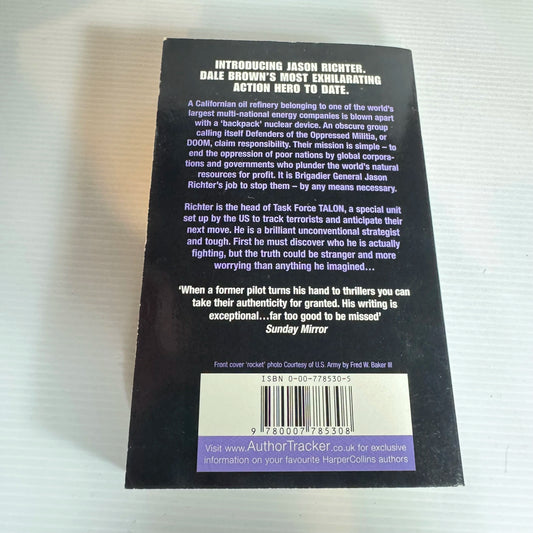 INTRODUCING JASON RICHTER,
DALE BROWN'S MOST EXHILARATING
ACTION HERO TO DATE.
A Californian oil refinery belonging to one of the world's
largest multi-national energy companies is blown apart
with a 'backpack' nuclear device. An obscure group
calling itself Defenders of the Oppressed Militia, or
DOOM, claim responsibility. Their mission is simple – to
end the oppression of poor nations by global corpora-
tions and governments who plunder the world's natural
resources for profit. It is Brigadier General Jason
Richter's job to stop them – by any means necessary.
Richter is the head of Task Force TALON, a special unit
set up by the US to track terrorists and anticipate their
next move. He is a brilliant unconventional strategist
and tough. First he must discover who he is actually
fighting, but the truth could be stranger and more
worrying than anything he imagined...
'When a former pilot turns his hand to thrillers you can
take their authenticity for granted. His writing is
exceptional...far too good to be missed'
Sunday Mirror
Front cover 'rocket' photo Courtesy of U.S. Army by Fred W. Baker III
ISBN 0-00-778530-5
9 780007 785308
Visit www.AuthorTracker.co.uk for exclusive
information on your favourite HarperCollins authors